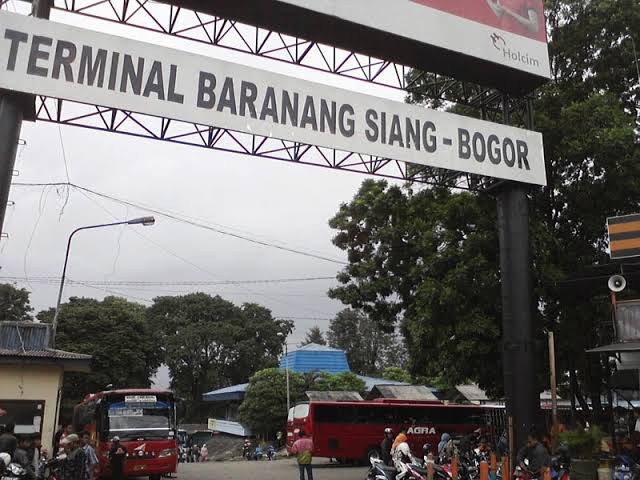 Holcim
TERMINAL BARANANG SIANG - BOGOR
AGRA